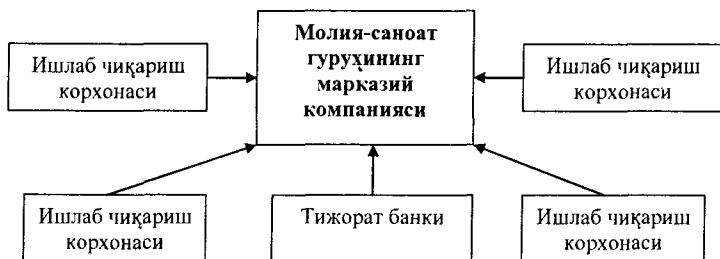 Молия-саноат
гуруҳининг
марказий
компанияси
Ишлаб чиқариш
корхонаси
Ишлаб чиқариш
корхонаси
Ишлаб чиқариш
корхонаси
Тижорат банки
Ишлаб чиқариш
корхонаси